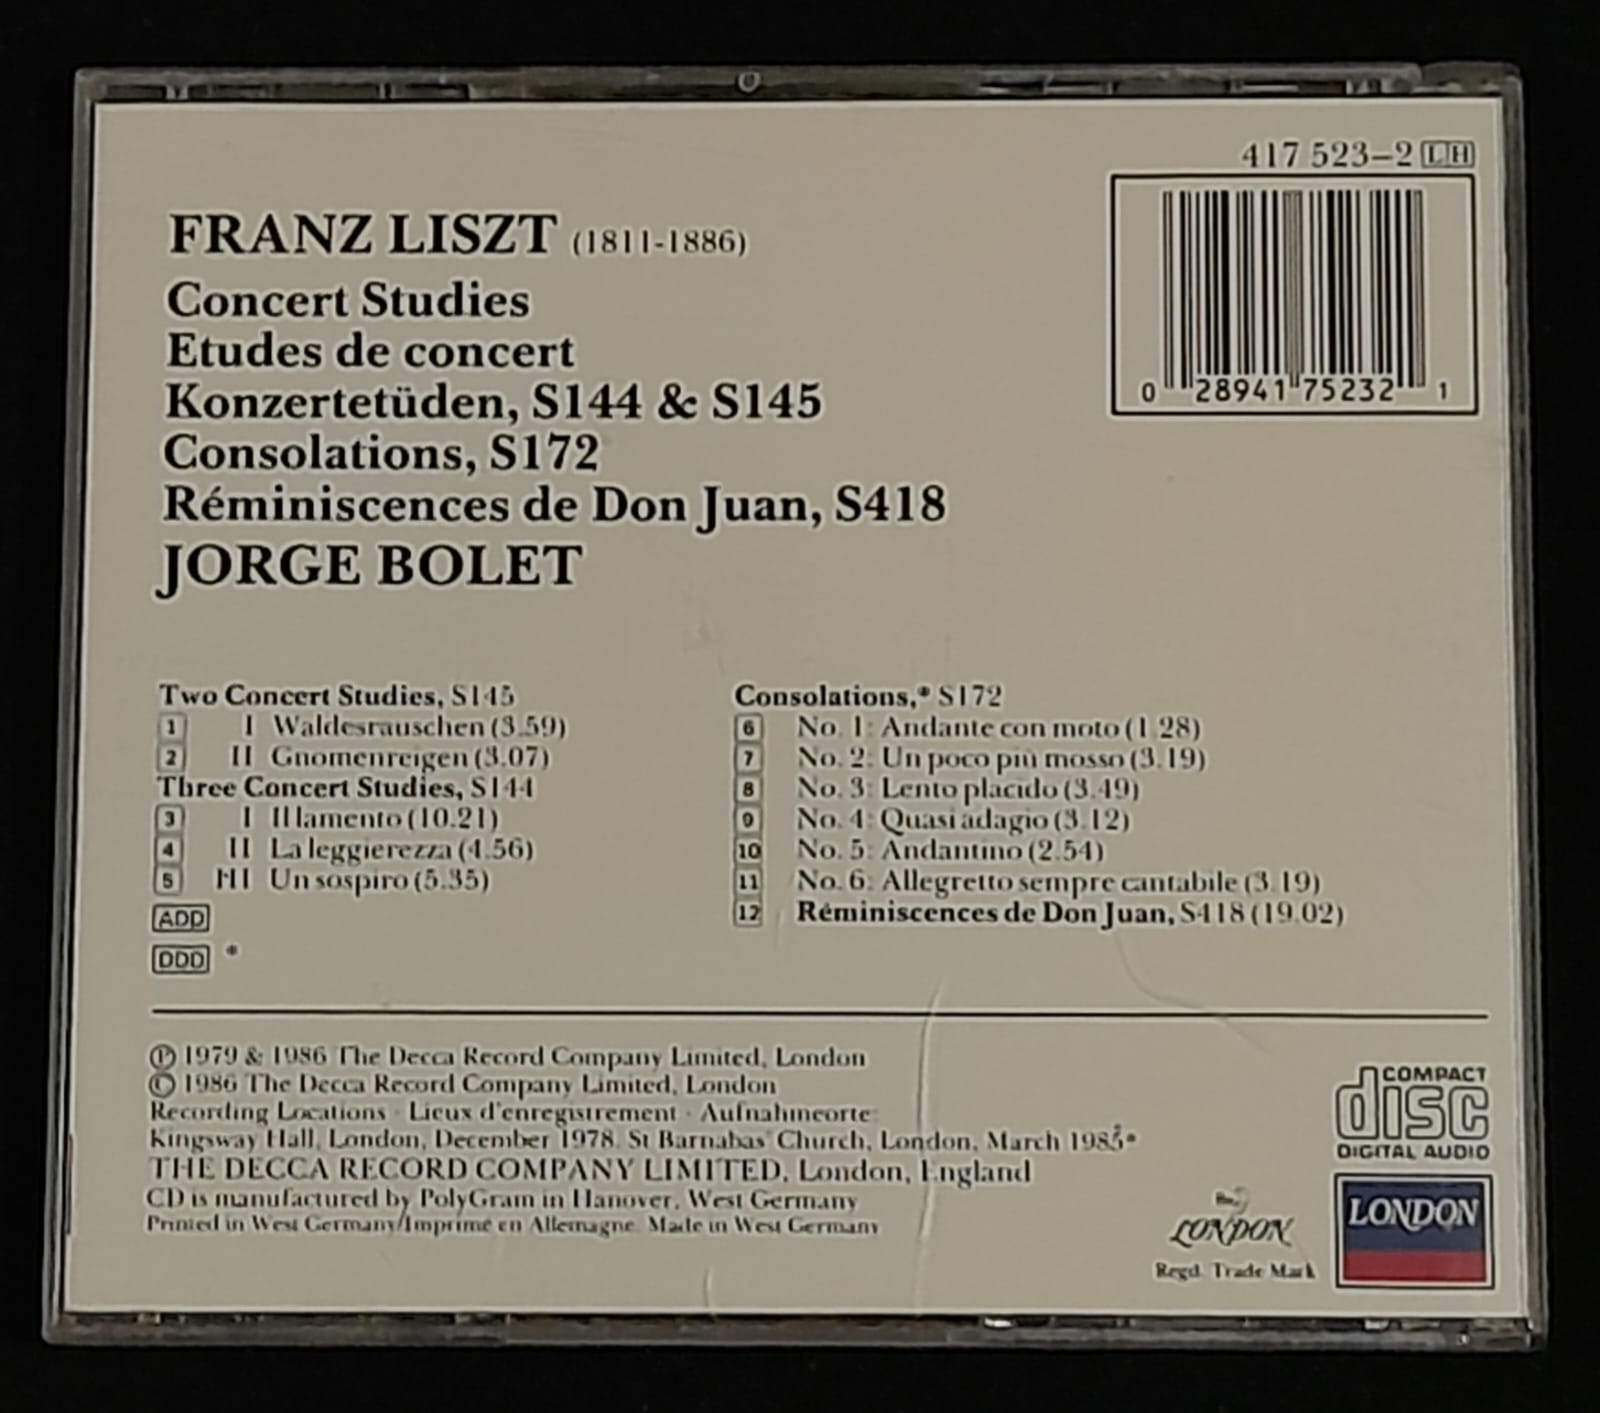 417 523-2 LH
0 28941 75232 1
FRANZ LISZT (1811-1886)
Concert Studies
Etudes de concert
Konzertetüden, S144 & S145
Consolations, S172
Réminiscences de Don Juan, S418
JORGE BOLET
Two Concert Studies, S145
1 I Waldesrauschen (3.59)
2 II Gnomenreigen (3.07)
Three Concert Studies, S144
3 I Il lamento (10.21)
4 II La leggierezza (4.56)
5 III Un sospiro (5.35)
ADD
DDD *
Consolations,* S172
6 No. 1: Andante con moto (1.28)
7 No. 2: Un poco più mosso (3.19)
8 No. 3: Lento placido (3.49)
9 No. 4: Quasi adagio (3.12)
10 No. 5: Andantino (2.54)
11 No. 6: Allegretto sempre cantabile (3.19)
12 Réminiscences de Don Juan, S418 (19.02)
℗ 1979 & 1986 The Decca Record Company Limited, London
© 1986 The Decca Record Company Limited, London
Recording Locations · Lieux d'enregistrement · Aufnahmeorte:
Kingsway Hall, London, December 1978, St Barnabas' Church, London, March 1985*
THE DECCA RECORD COMPANY LIMITED, London, England
CD is manufactured by PolyGram in Hanover, West Germany
Printed in West Germany/Imprimé en Allemagne. Made in West Germany
COMPACT
disc
DIGITAL AUDIO
LONDON
Regd. Trade Mark
LONDON